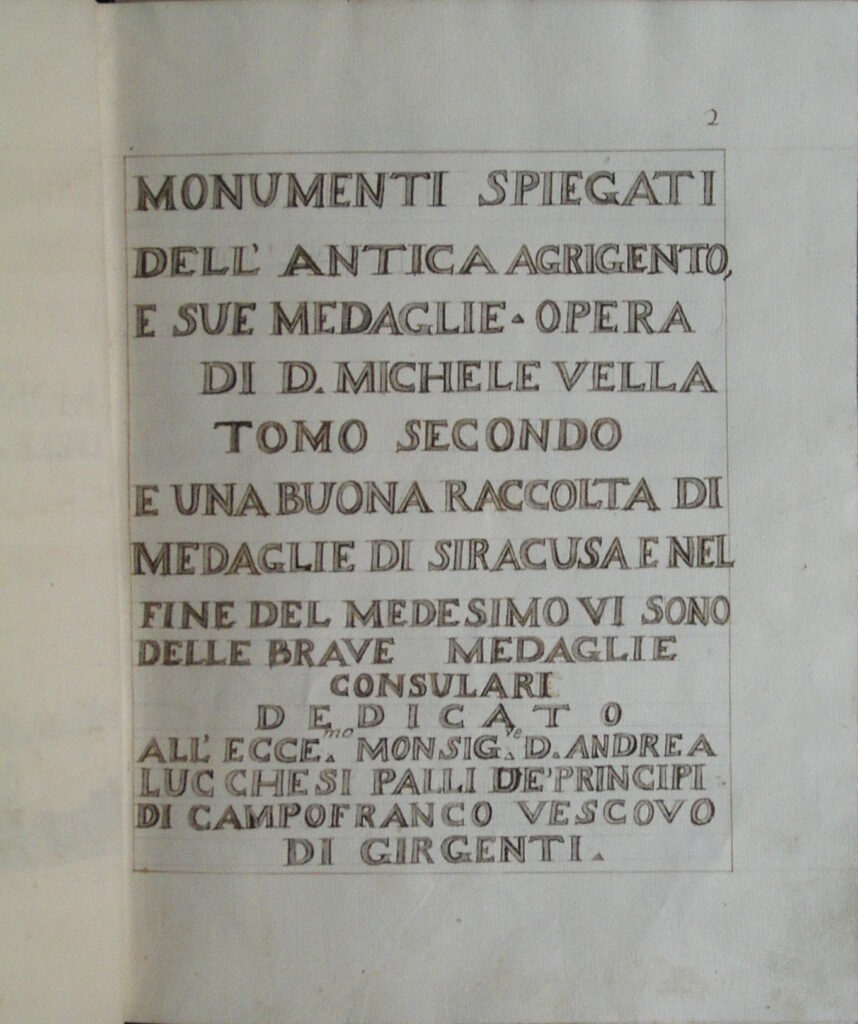 2
MONUMENTI SPIEGATI
DELL' ANTICA AGRIGENTO,
E SUE MEDAGLIE. OPERA
DI D. MICHELE VELLA
TOMO SECONDO
E UNA BUONA RACCOLTA DI
MEDAGLIE DI SIRACUSA E NEL
FINE DEL MEDESIMO VI SONO
DELLE BRAVE MEDAGLIE
CONSULARI
DEDICATO
ALL' ECCE.mo MONSIG.re D. ANDREA
LUCCHESI PALLI DE' PRINCIPI
DI CAMPOFRANCO VESCOVO
DI GIRGENTI.